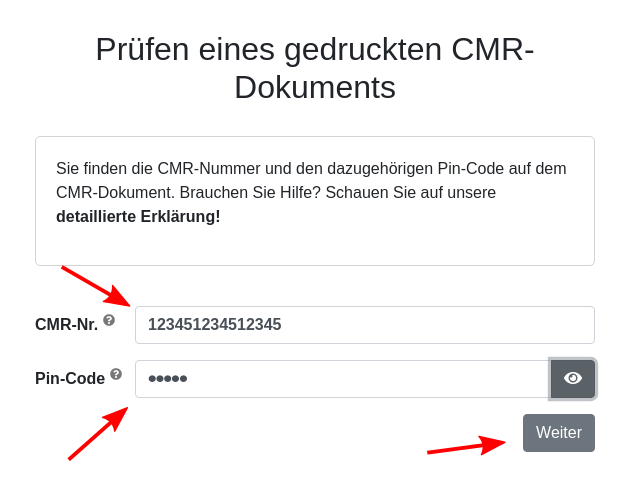 Prüfen eines gedruckten CMR-
Dokuments
Sie finden die CMR-Nummer und den dazugehörigen Pin-Code auf dem
CMR-Dokument. Brauchen Sie Hilfe? Schauen Sie auf unsere
detaillierte Erklärung!
CMR-Nr. ? 123451234512345
Pin-Code ? •••••
Weiter